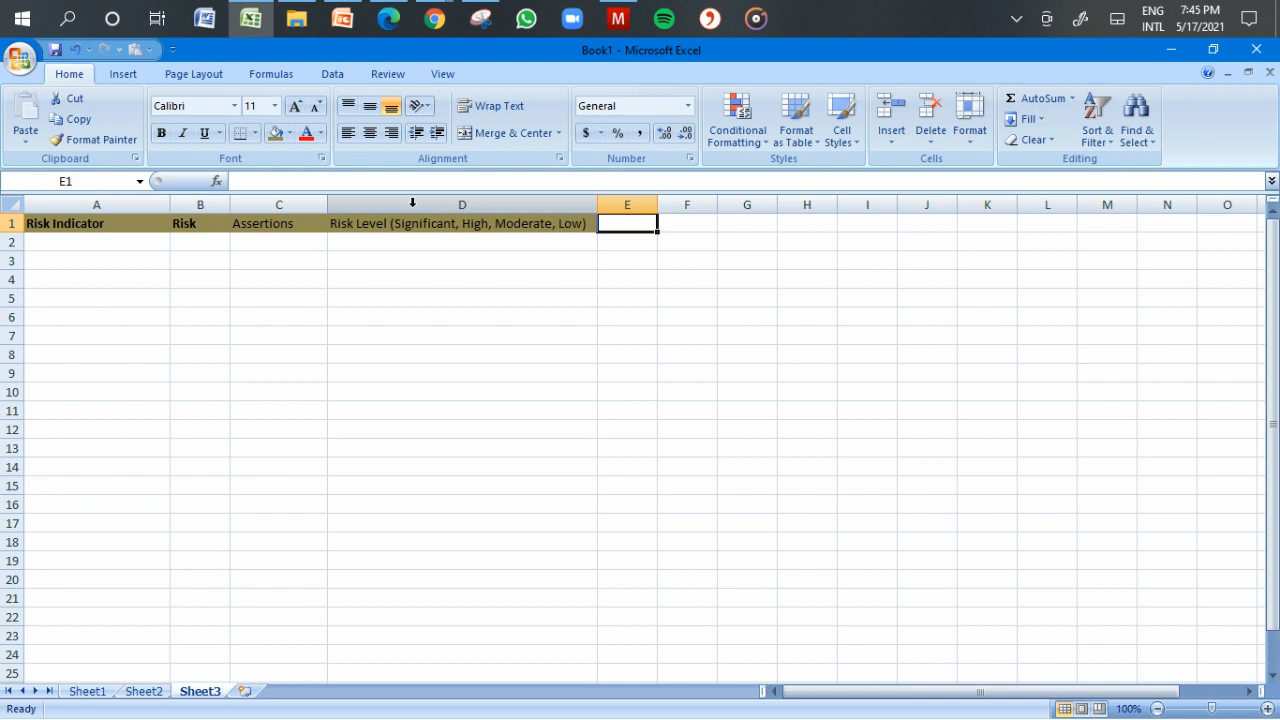 7:45 PM
ENG
INTL
5/17/2021
Book1 - Microsoft Excel
Home Insert Page Layout Formulas Data Review View
Paste
Cut
Copy
Format Painter
Clipboard
Calibri 11
B I U
Font
Wrap Text
Merge & Center
Alignment
General
$ % ,
Number
Conditional Formatting
Format as Table
Cell Styles
Styles
Insert Delete Format
Cells
AutoSum
Fill
Clear
Sort & Filter
Find & Select
Editing
E1 fx
A B C D E F G H I J K L M N O
1 Risk Indicator Risk Assertions Risk Level (Significant, High, Moderate, Low)
2
3
4
5
6
7
8
9
10
11
12
13
14
15
16
17
18
19
20
21
22
23
24
25
Sheet1 Sheet2 Sheet3
Ready 100%